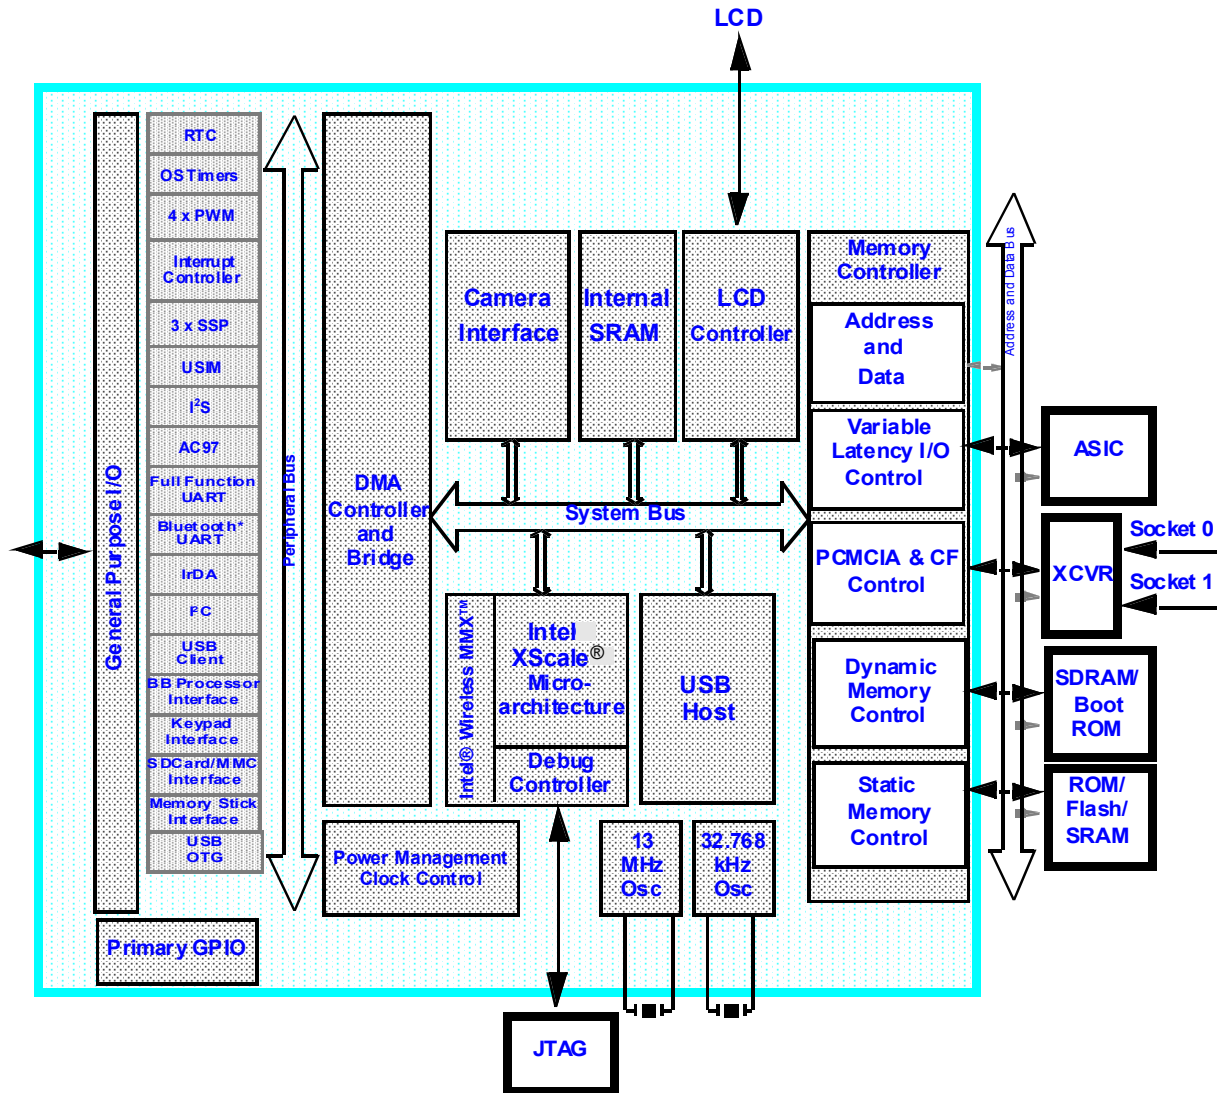 LCD
General Purpose I/O
RTC
OS Timers
4 x PWM
Interrupt
Controller
3 x SSP
USIM
I²S
AC97
Full Function
UART
Bluetooth*
UART
IrDA
I²C
USB
Client
BB Processor
Interface
Keypad
Interface
SDCard/MMC
Interface
Memory Stick
Interface
USB
OTG
Primary GPIO
Peripheral Bus
DMA
Controller
and
Bridge
Power Management
Clock Control
Camera
Interface
Internal
SRAM
LCD
Controller
System Bus
Intel® Wireless MMX™
Intel
XScale®
Micro-
architecture
Debug
Controller
USB
Host
13
MHz
Osc
32.768
kHz
Osc
JTAG
Memory
Controller
Address
and
Data
Variable
Latency I/O
Control
PCMCIA & CF
Control
Dynamic
Memory
Control
Static
Memory
Control
Address and Data Bus
ASIC
XCVR
Socket 0
Socket 1
SDRAM/
Boot
ROM
ROM/
Flash/
SRAM